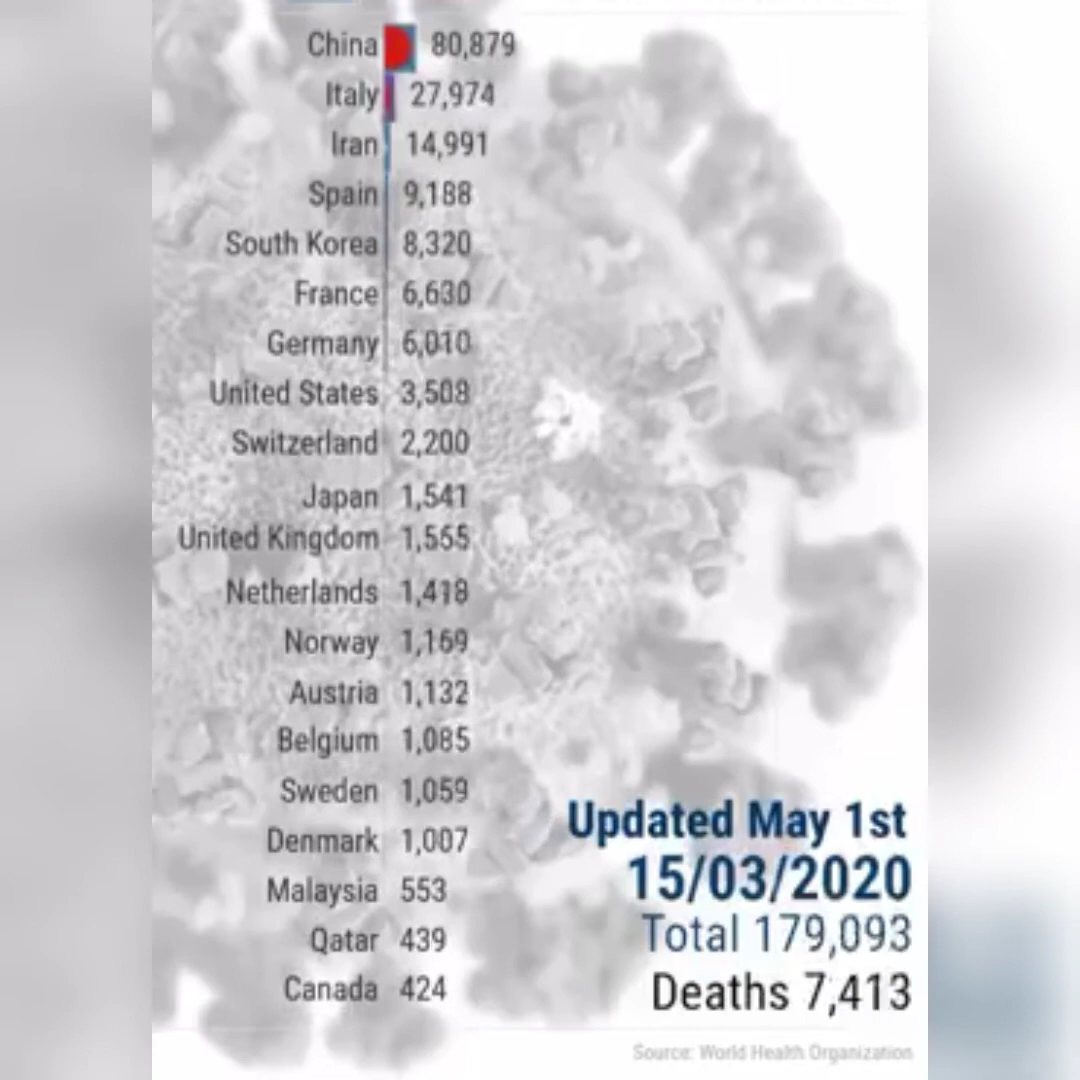 China 80,879
Italy 27,974
Iran 14,991
Spain 9,188
South Korea 8,320
France 6,630
Germany 6,010
United States 3,508
Switzerland 2,200
Japan 1,541
United Kingdom 1,555
Netherlands 1,418
Norway 1,169
Austria 1,132
Belgium 1,085
Sweden 1,059
Denmark 1,007
Malaysia 553
Qatar 439
Canada 424
Updated May 1st
15/03/2020
Total 179,093
Deaths 7,413
Source: World Health Organization